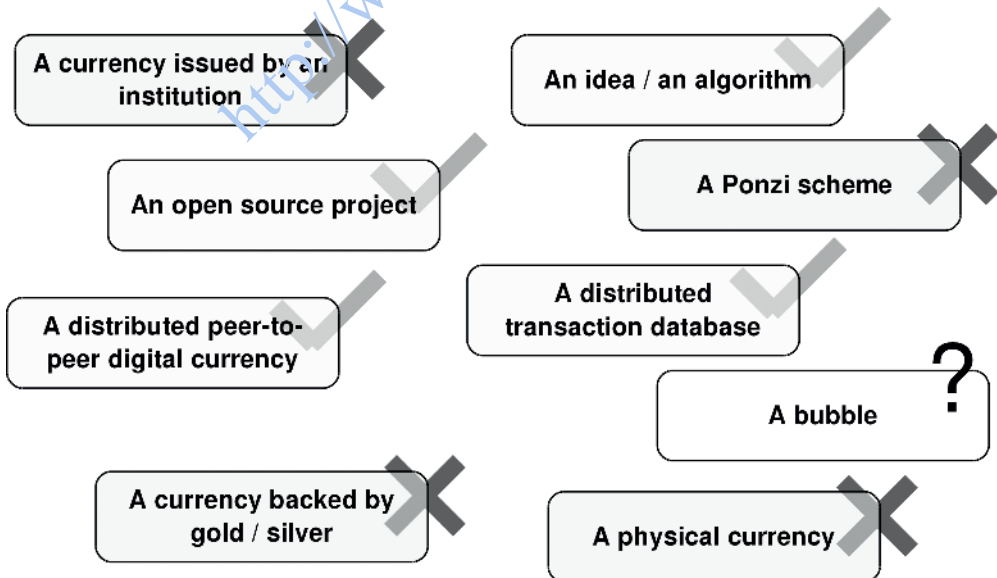 A currency issued by an
institution
An idea / an algorithm
An open source project
A Ponzi scheme
A distributed peer-to-
peer digital currency
A distributed
transaction database
A bubble
?
A currency backed by
gold / silver
A physical currency
http://w